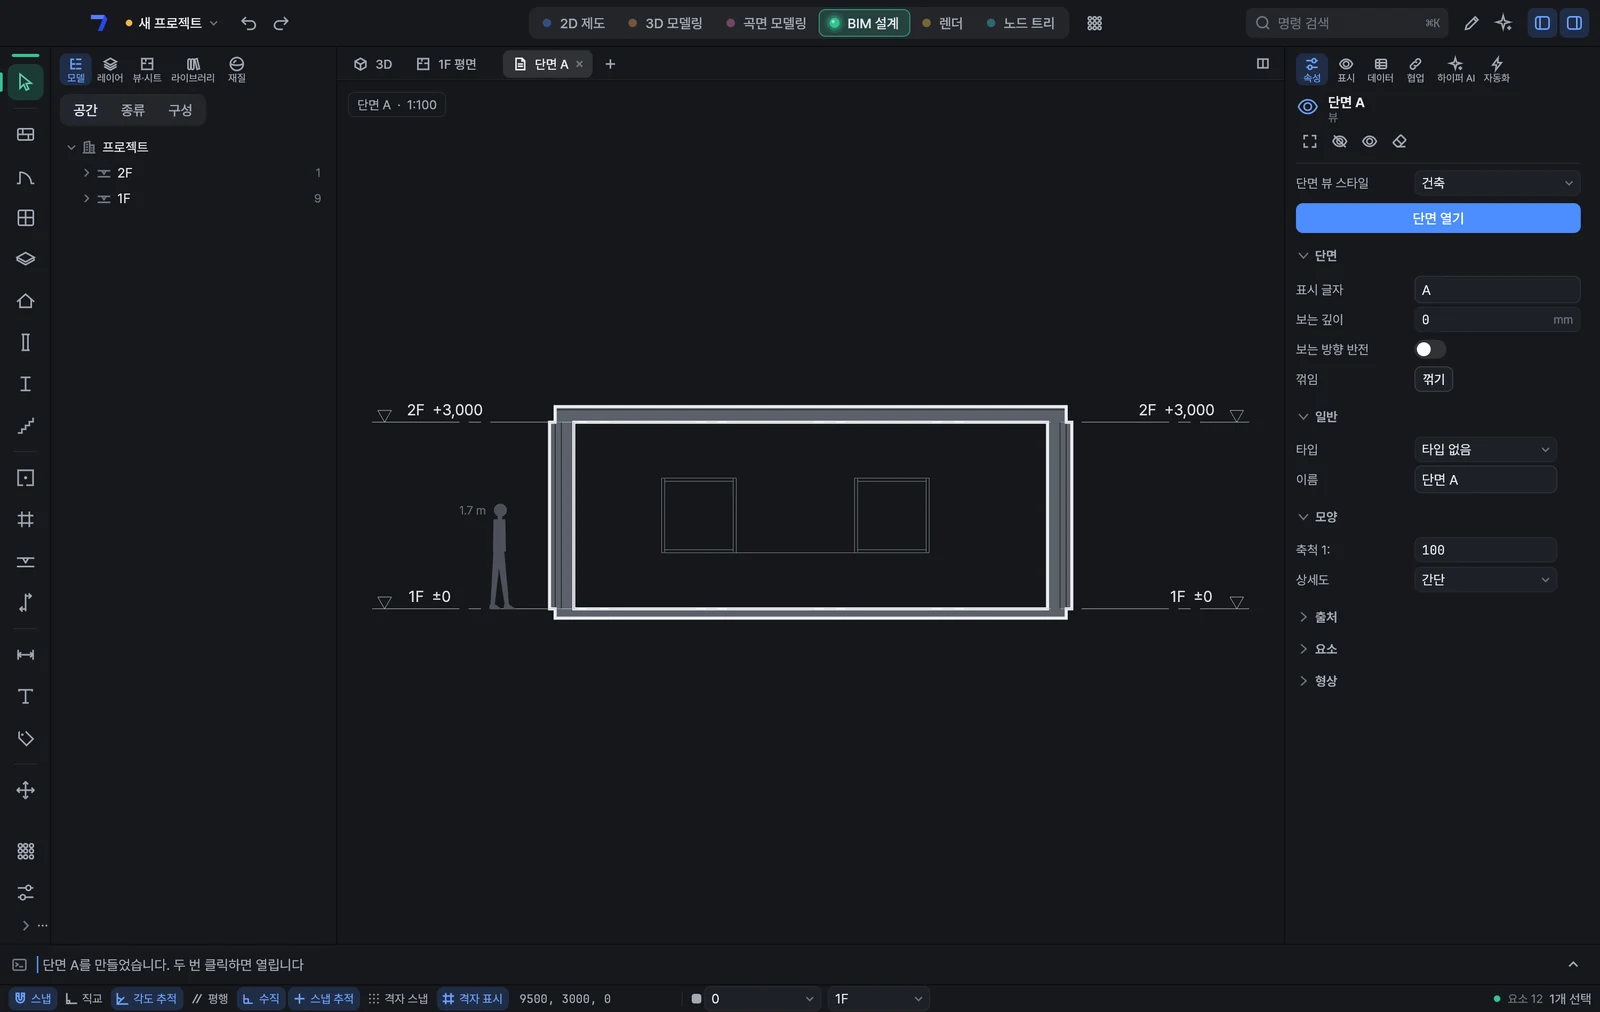 새 프로젝트
2D 제도
3D 모델링
곡면 모델링
BIM 설계
렌더
노드 트리
명령 검색
⌘K
모델
레이어
뷰·시트
라이브러리
재질
공간
종류
구성
프로젝트
2F
1
1F
9
3D
1F 평면
단면 A
단면 A · 1:100
2F +3,000
2F +3,000
1.7 m
1F ±0
1F ±0
속성
표시
데이터
협업
하이퍼 AI
자동화
단면 A
뷰
단면 뷰 스타일
건축
단면 열기
단면
표시 글자
A
보는 깊이
0
mm
보는 방향 반전
꺾임
꺾기
일반
타입
타입 없음
이름
단면 A
모양
축척 1:
100
상세도
간단
출처
요소
형상
단면 A를 만들었습니다. 두 번 클릭하면 열립니다
스냅
직교
각도 추적
평행
수직
스냅 추적
격자 스냅
격자 표시
9500, 3000, 0
0
1F
요소 12
1개 선택